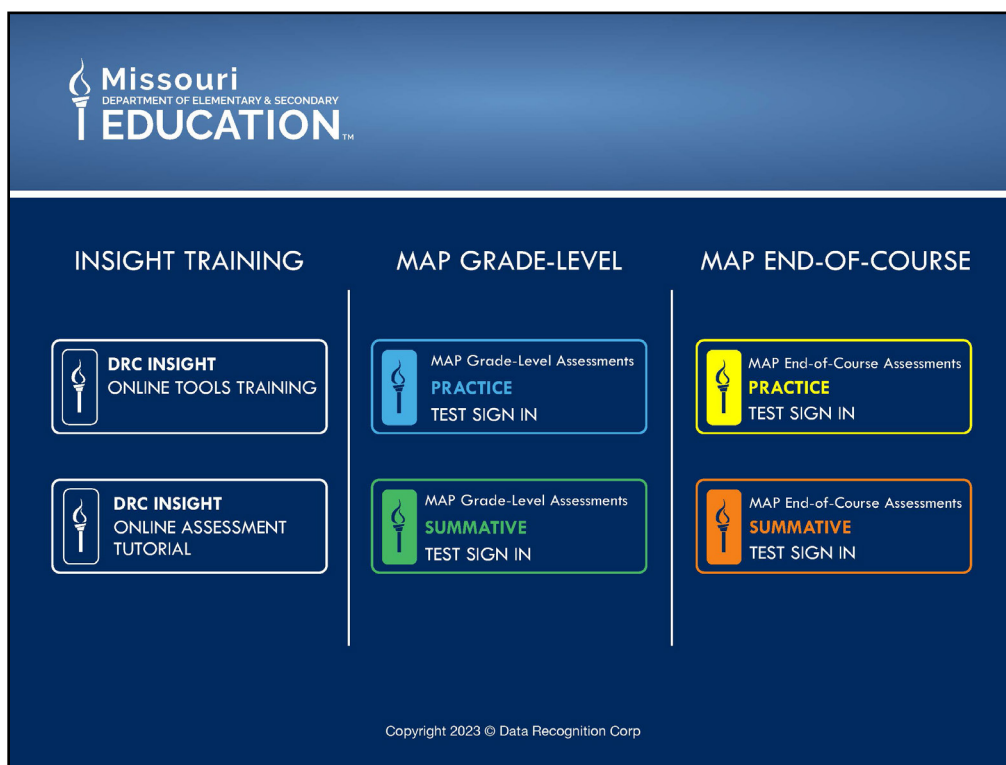 Missouri
DEPARTMENT OF ELEMENTARY & SECONDARY
EDUCATION™
INSIGHT TRAINING
DRC INSIGHT
ONLINE TOOLS TRAINING
DRC INSIGHT
ONLINE ASSESSMENT
TUTORIAL
MAP GRADE-LEVEL
MAP Grade-Level Assessments
PRACTICE
TEST SIGN IN
MAP Grade-Level Assessments
SUMMATIVE
TEST SIGN IN
MAP END-OF-COURSE
MAP End-of-Course Assessments
PRACTICE
TEST SIGN IN
MAP End-of-Course Assessments
SUMMATIVE
TEST SIGN IN
Copyright 2023 © Data Recognition Corp